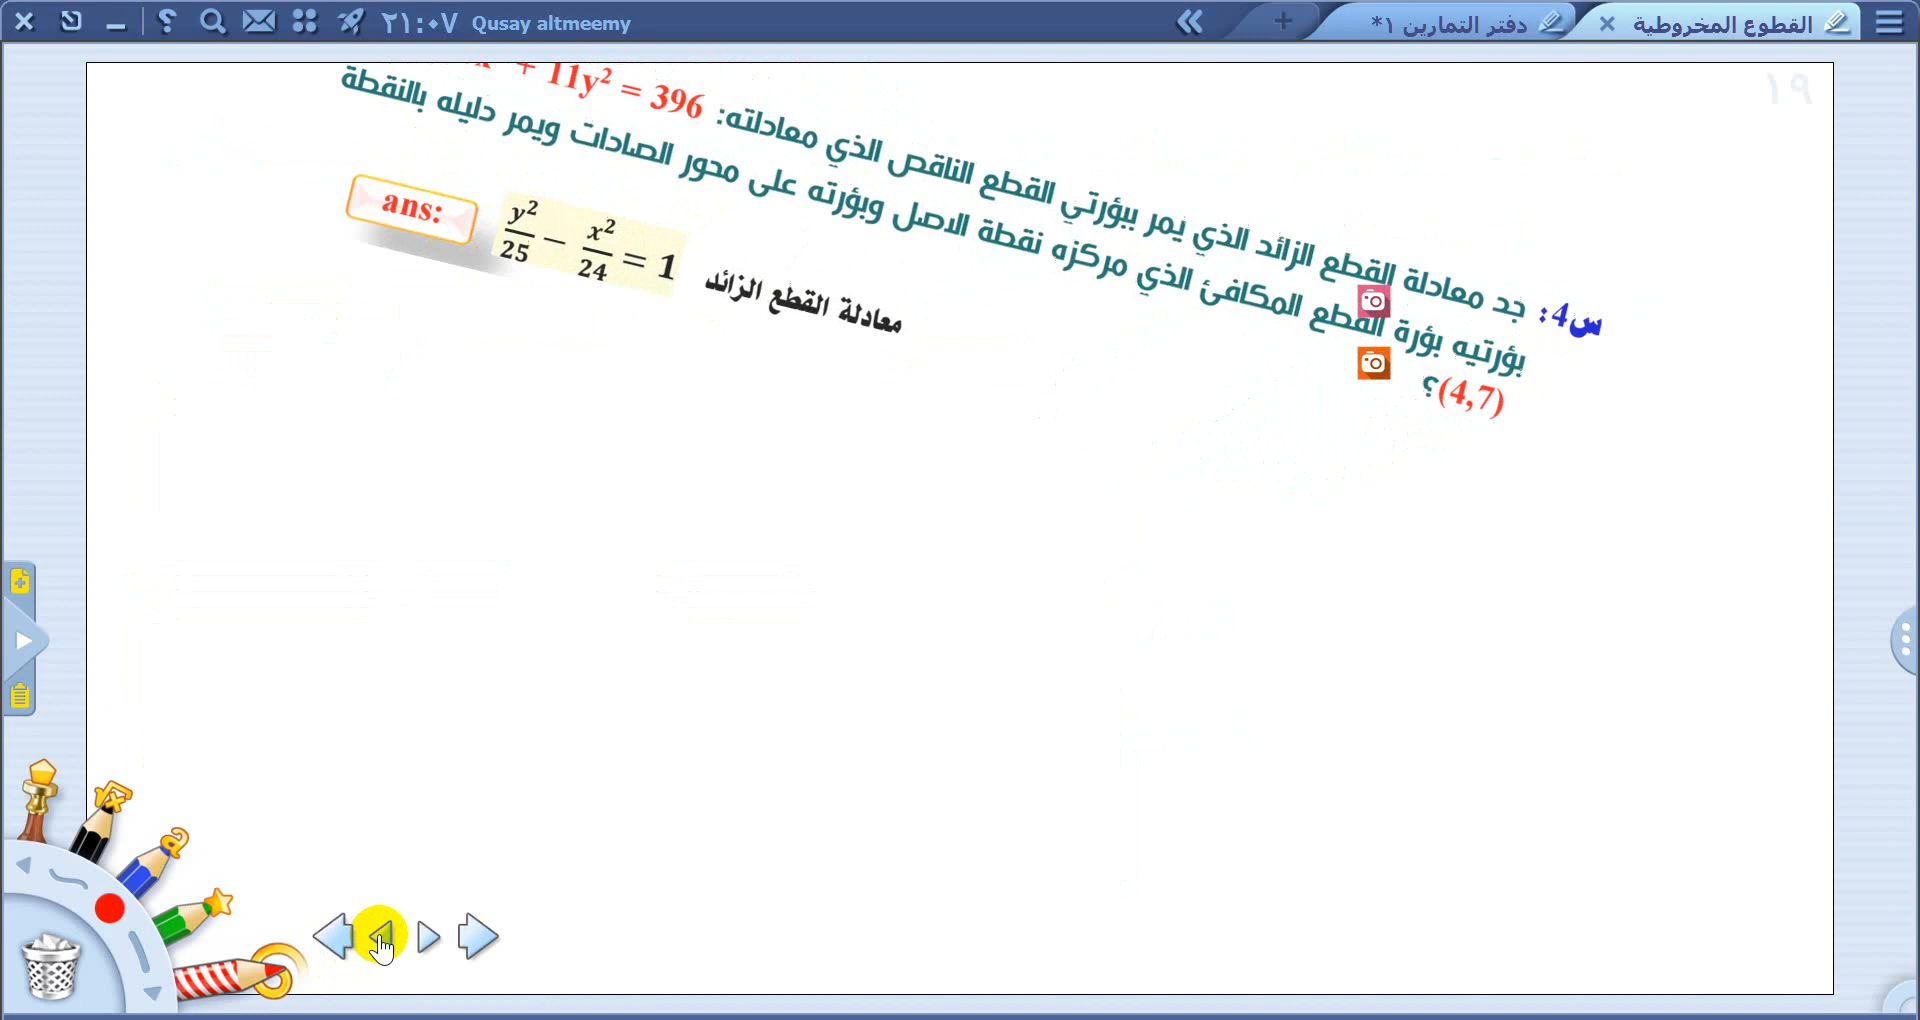 ٢١:٠٧ Qusay altmeemy
دفتر التمارين ١*
القطوع المخروطية
١٩
س4: جد معادلة القطع الزائد الذي يمر ببؤرتي القطع الناقص الذي معادلته: + 11y² = 396
بؤرتيه بؤرة القطع المكافئ الذي مركزه نقطة الاصل وبؤرته على محور الصادات ويمر دليله بالنقطة
(4,7)؟
ans: y²/25 − x²/24 = 1 معادلة القطع الزائد